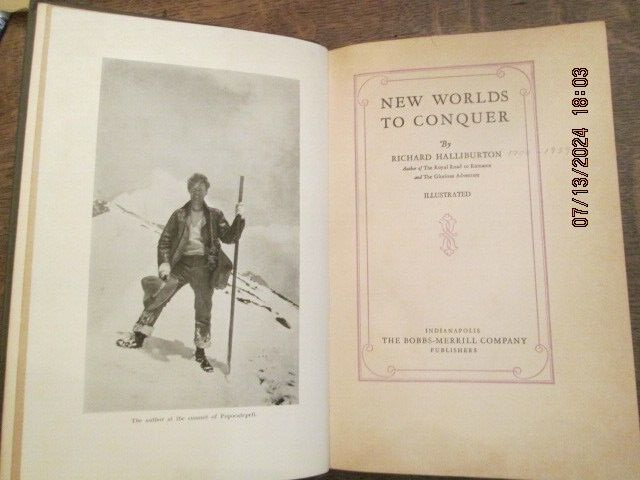 The author at the summit of Popocatepetl.
NEW WORLDS
TO CONQUER
By
RICHARD HALLIBURTON
Author of The Royal Road to Romance
and The Glorious Adventure
ILLUSTRATED
INDIANAPOLIS
THE BOBBS-MERRILL COMPANY
PUBLISHERS
07/13/2024 18:03